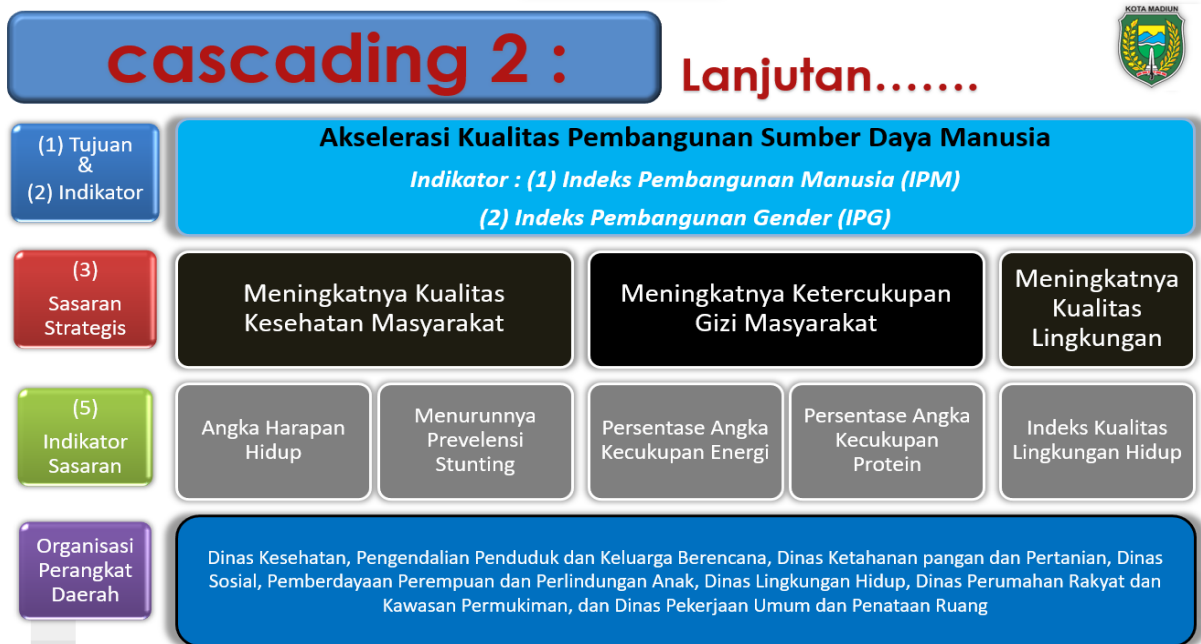 KOTA MADIUN
cascading 2 :
Lanjutan.......
(1) Tujuan
&
(2) Indikator
Akselerasi Kualitas Pembangunan Sumber Daya Manusia
Indikator : (1) Indeks Pembangunan Manusia (IPM)
(2) Indeks Pembangunan Gender (IPG)
(3)
Sasaran
Strategis
Meningkatnya Kualitas
Kesehatan Masyarakat
Meningkatnya Ketercukupan
Gizi Masyarakat
Meningkatnya
Kualitas
Lingkungan
(5)
Indikator
Sasaran
Angka Harapan
Hidup
Menurunnya
Prevelensi
Stunting
Persentase Angka
Kecukupan Energi
Persentase Angka
Kecukupan
Protein
Indeks Kualitas
Lingkungan Hidup
Organisasi
Perangkat
Daerah
Dinas Kesehatan, Pengendalian Penduduk dan Keluarga Berencana, Dinas Ketahanan pangan dan Pertanian, Dinas
Sosial, Pemberdayaan Perempuan dan Perlindungan Anak, Dinas Lingkungan Hidup, Dinas Perumahan Rakyat dan
Kawasan Permukiman, dan Dinas Pekerjaan Umum dan Penataan Ruang